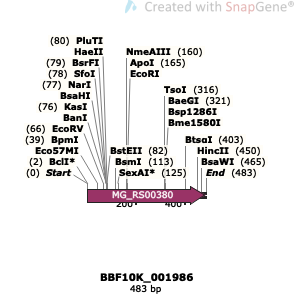 Created with SnapGene®
(80) PluTI
HaeII
(79) BsrFI
(78) SfoI
(77) NarI
BsaHI
(76) KasI
BanI
(66) EcoRV
(39) BpmI
Eco57MI
(2) BclI*
(0) Start
NmeAIII (160)
ApoI (165)
EcoRI
BstEII (82)
BsmI (113)
SexAI* (125)
TsoI (316)
BaeGI (321)
Bsp1286I
Bme1580I
BtsαI (403)
HincII (450)
BsaWI (465)
End (483)
MG_RS00380
200
400
BBF10K_001986
483 bp